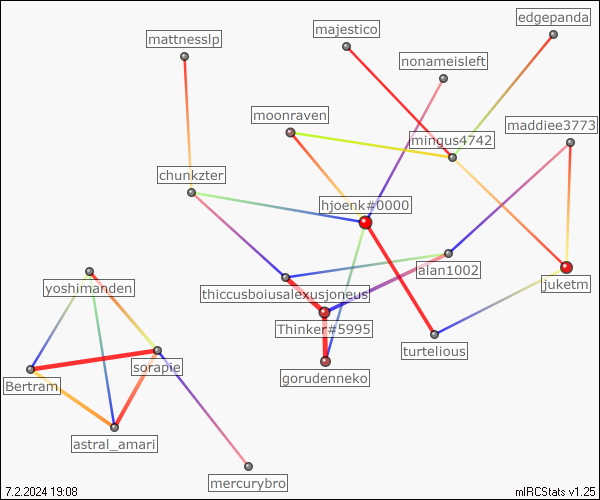 edgepanda
majestico
mattnesslp
nonameisleft
moonraven
maddiee3773
mingus4742
chunkzter
hjoenk#0000
alan1002
juketm
yoshimanden
thiccusboiusalexusjoneus
Thinker#5995
turtelious
sorapie
gorudenneko
Bertram
astral_amari
mercurybro
7.2.2024 19:08
mIRCStats v1.25